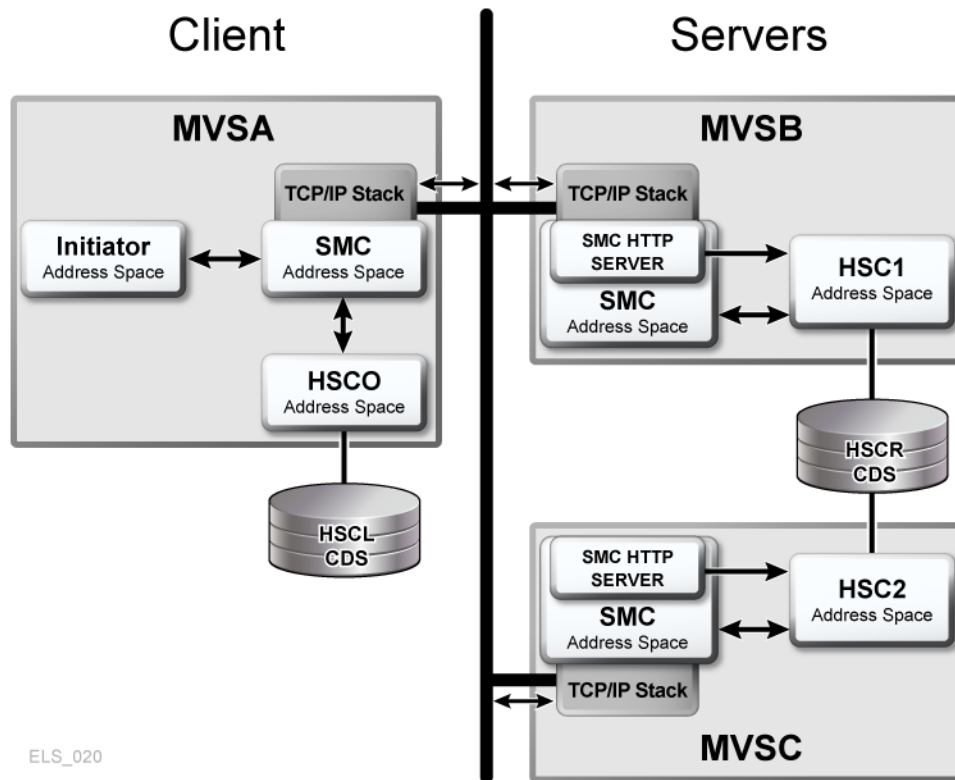 Client
Servers
MVSA
TCP/IP Stack
Initiator
Address Space
SMC
Address Space
HSCO
Address Space
HSCL
CDS
MVSB
TCP/IP Stack
SMC HTTP
SERVER
SMC
Address Space
HSC1
Address Space
HSCR
CDS
SMC HTTP
SERVER
SMC
Address Space
HSC2
Address Space
TCP/IP Stack
MVSC
ELS_020